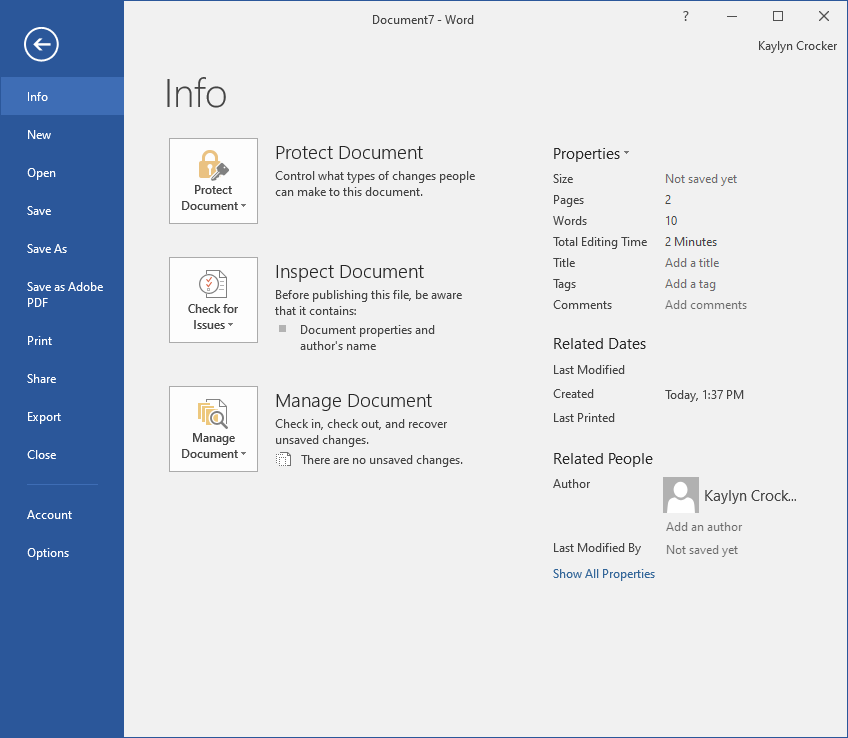 Document7 - Word
?
Kaylyn Crocker
Info
New
Open
Save
Save As
Save as Adobe
PDF
Print
Share
Export
Close
Account
Options
Info
Protect
Document
Protect Document
Control what types of changes people
can make to this document.
Check for
Issues
Inspect Document
Before publishing this file, be aware
that it contains:
Document properties and
author's name
Manage
Document
Manage Document
Check in, check out, and recover
unsaved changes.
There are no unsaved changes.
Properties
Size Not saved yet
Pages 2
Words 10
Total Editing Time 2 Minutes
Title Add a title
Tags Add a tag
Comments Add comments
Related Dates
Last Modified
Created Today, 1:37 PM
Last Printed
Related People
Author Kaylyn Crock...
Add an author
Last Modified By Not saved yet
Show All Properties